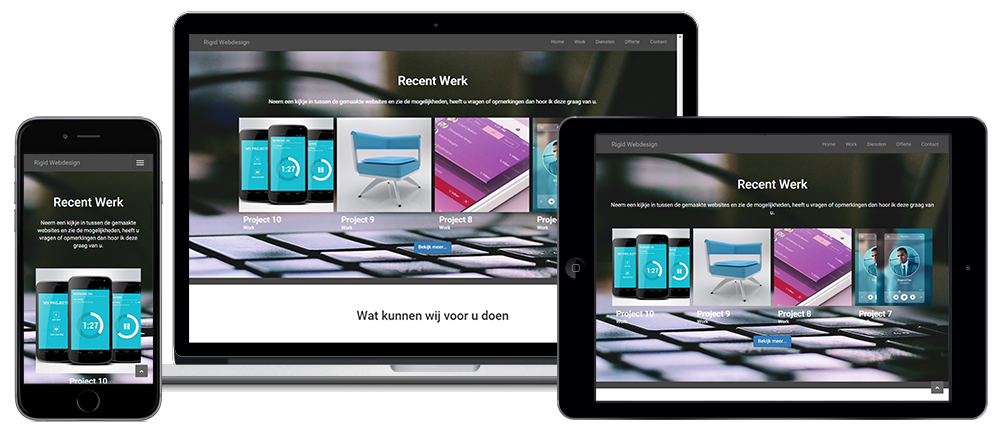 Rigid Webdesign
Recent Werk
Neem een kijkje in tussen de gemaakte
websites en zie de mogelijkheden, heeft u
vragen of opmerkingen dan hoor ik deze
graag van u.
MY PROJECT
1:27
Project 10
Rigid Webdesign
Home Work Diensten Offerte Contact
Recent Werk
Neem een kijkje in tussen de gemaakte websites en zie de mogelijkheden, heeft u vragen of opmerkingen dan hoor ik deze graag van u.
MY PROJECT
1:27
Project 10
Work
Project 9
Work
Project 8
Work
Bekijk meer...
Wat kunnen wij voor u doen
Rigid Webdesign
Home Work Diensten Offerte Contact
Recent Werk
Neem een kijkje in tussen de gemaakte websites en zie de mogelijkheden, heeft u vragen of opmerkingen dan hoor ik deze graag van
u.
1:27
Project 10
Work
Project 9
Work
Project 8
Work
Project 7
Bekijk meer...